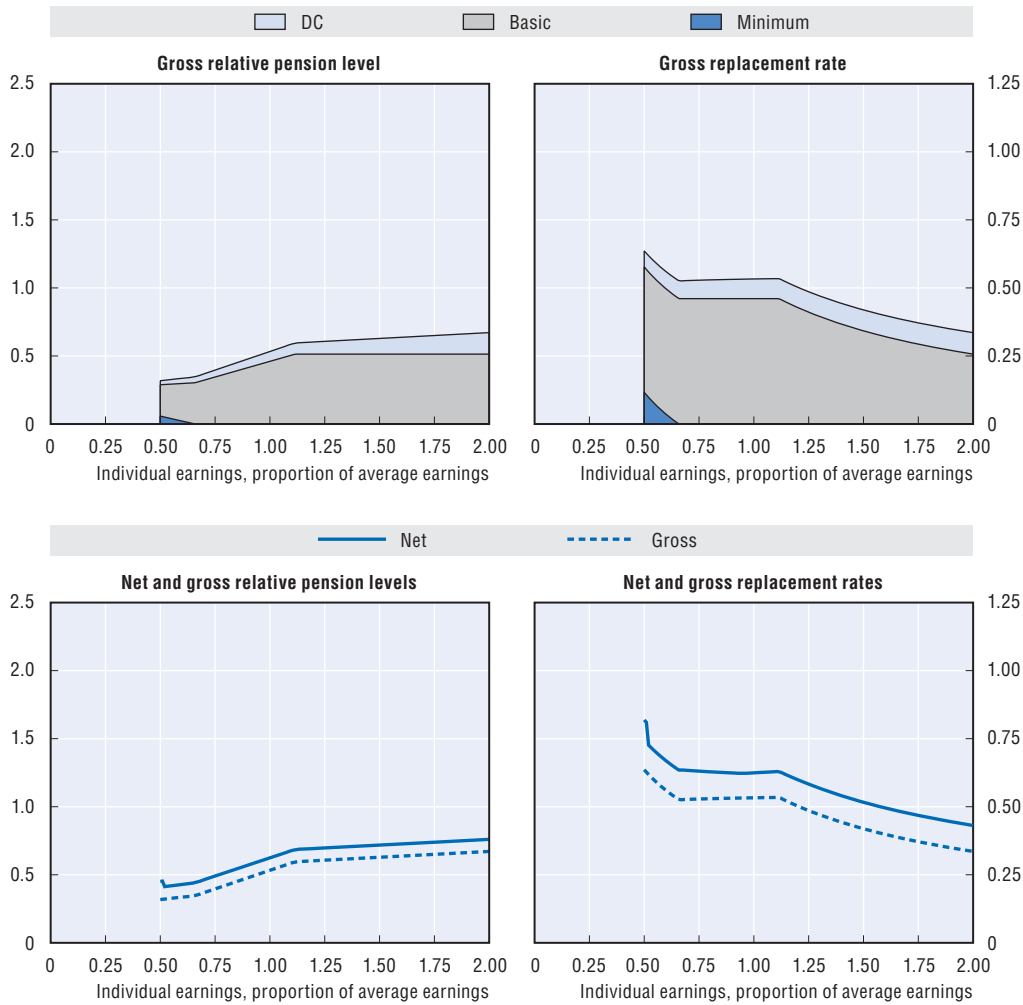 DC Basic Minimum
Gross relative pension level
Gross replacement rate
2.5
2.0
1.5
1.0
0.5
0
1.25
1.00
0.75
0.50
0.25
0
0 0.25 0.50 0.75 1.00 1.25 1.50 1.75 2.00
0 0.25 0.50 0.75 1.00 1.25 1.50 1.75 2.00
Individual earnings, proportion of average earnings
Individual earnings, proportion of average earnings
Net Gross
Net and gross relative pension levels
Net and gross replacement rates
2.5
2.0
1.5
1.0
0.5
0
1.25
1.00
0.75
0.50
0.25
0
0 0.25 0.50 0.75 1.00 1.25 1.50 1.75 2.00
0 0.25 0.50 0.75 1.00 1.25 1.50 1.75 2.00
Individual earnings, proportion of average earnings
Individual earnings, proportion of average earnings